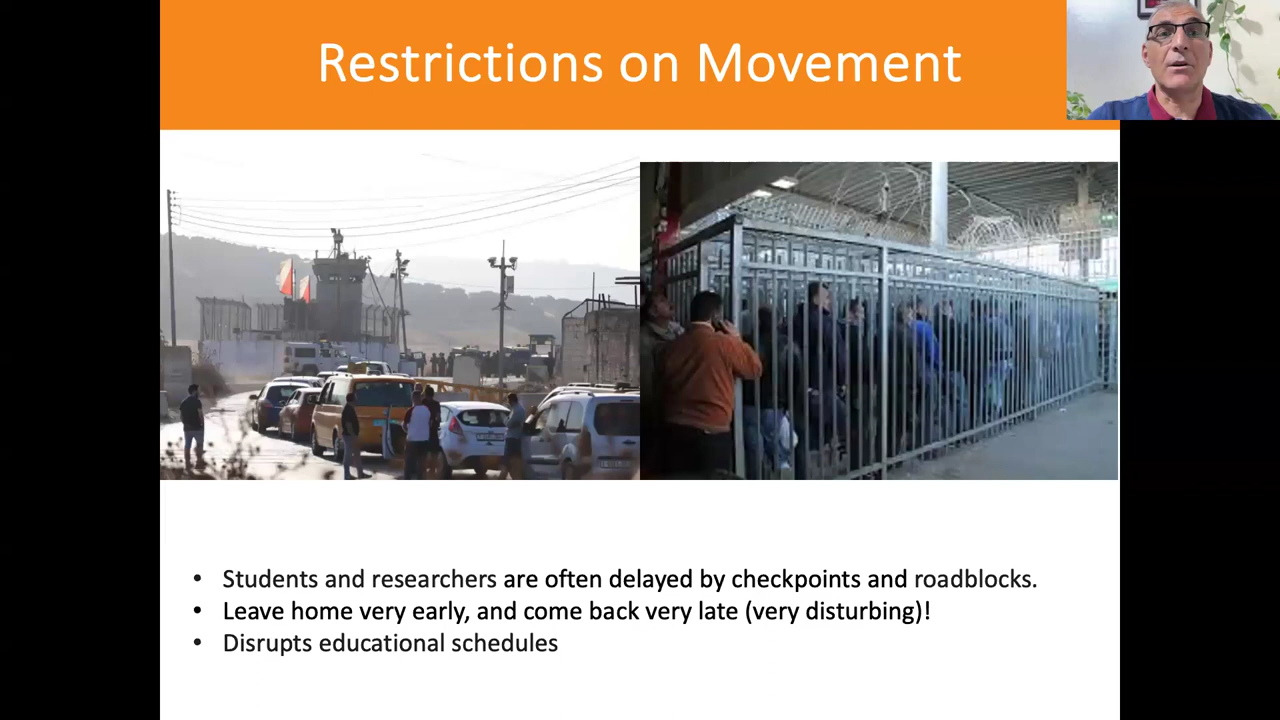 Restrictions on Movement
• Students and researchers are often delayed by checkpoints and roadblocks.
• Leave home very early, and come back very late (very disturbing)!
• Disrupts educational schedules